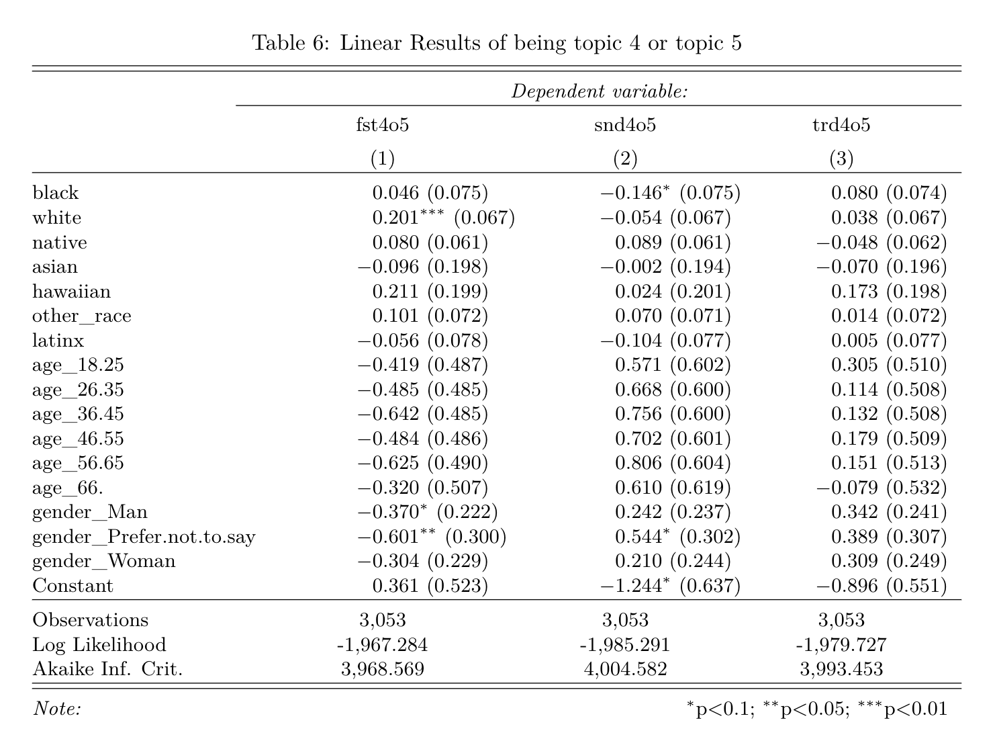 Table 6: Linear Results of being topic 4 or topic 5
Dependent variable:
fst4o5 snd4o5 trd4o5
(1) (2) (3)
black 0.046 (0.075) −0.146* (0.075) 0.080 (0.074)
white 0.201*** (0.067) −0.054 (0.067) 0.038 (0.067)
native 0.080 (0.061) 0.089 (0.061) −0.048 (0.062)
asian −0.096 (0.198) −0.002 (0.194) −0.070 (0.196)
hawaiian 0.211 (0.199) 0.024 (0.201) 0.173 (0.198)
other_race 0.101 (0.072) 0.070 (0.071) 0.014 (0.072)
latinx −0.056 (0.078) −0.104 (0.077) 0.005 (0.077)
age_18.25 −0.419 (0.487) 0.571 (0.602) 0.305 (0.510)
age_26.35 −0.485 (0.485) 0.668 (0.600) 0.114 (0.508)
age_36.45 −0.642 (0.485) 0.756 (0.600) 0.132 (0.508)
age_46.55 −0.484 (0.486) 0.702 (0.601) 0.179 (0.509)
age_56.65 −0.625 (0.490) 0.806 (0.604) 0.151 (0.513)
age_66. −0.320 (0.507) 0.610 (0.619) −0.079 (0.532)
gender_Man −0.370* (0.222) 0.242 (0.237) 0.342 (0.241)
gender_Prefer.not.to.say −0.601** (0.300) 0.544* (0.302) 0.389 (0.307)
gender_Woman −0.304 (0.229) 0.210 (0.244) 0.309 (0.249)
Constant 0.361 (0.523) −1.244* (0.637) −0.896 (0.551)
Observations 3,053 3,053 3,053
Log Likelihood -1,967.284 -1,985.291 -1,979.727
Akaike Inf. Crit. 3,968.569 4,004.582 3,993.453
Note: *p<0.1; **p<0.05; ***p<0.01